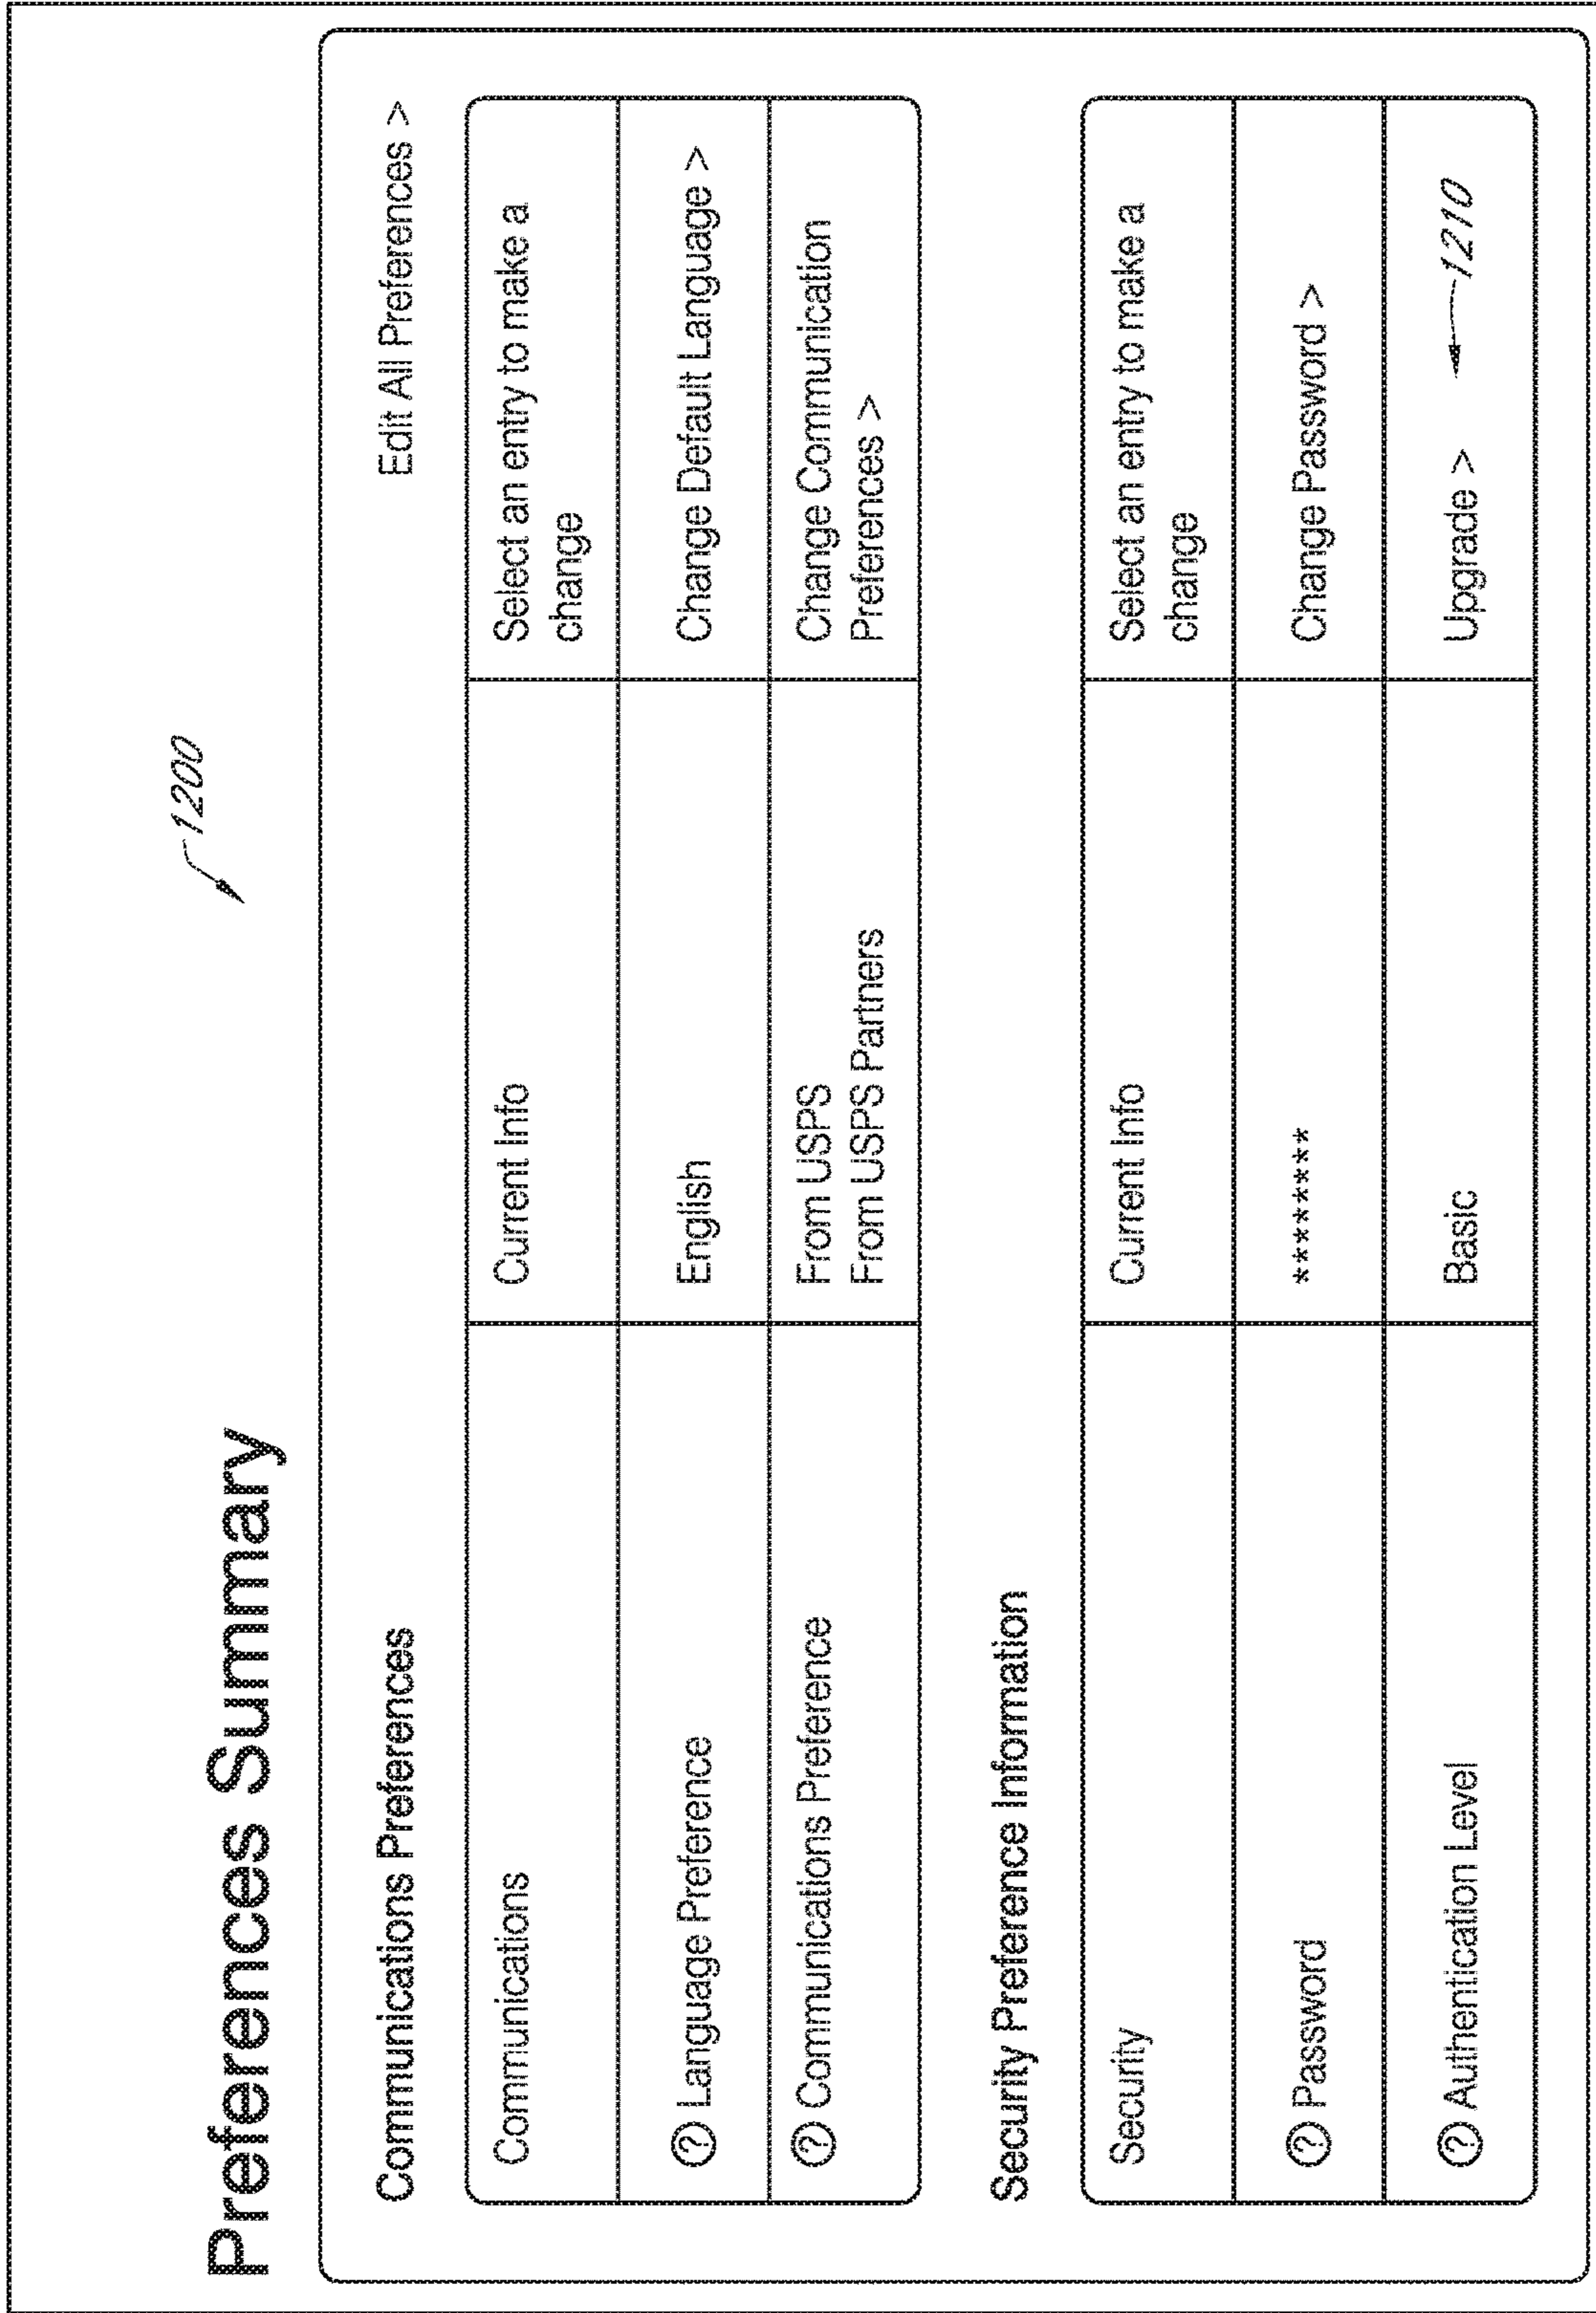 1200
Preferences Summary
Edit All Preferences >
Communications Preferences
Communications
Current Info
Select an entry to make a
change
? Language Preference
English
Change Default Language >
? Communications Preference
From USPS
From USPS Partners
Change Communication
Preferences >
Security Preference Information
Security
Current Info
Select an entry to make a
change
? Password
********
Change Password >
? Authentication Level
Basic
Upgrade >
1210